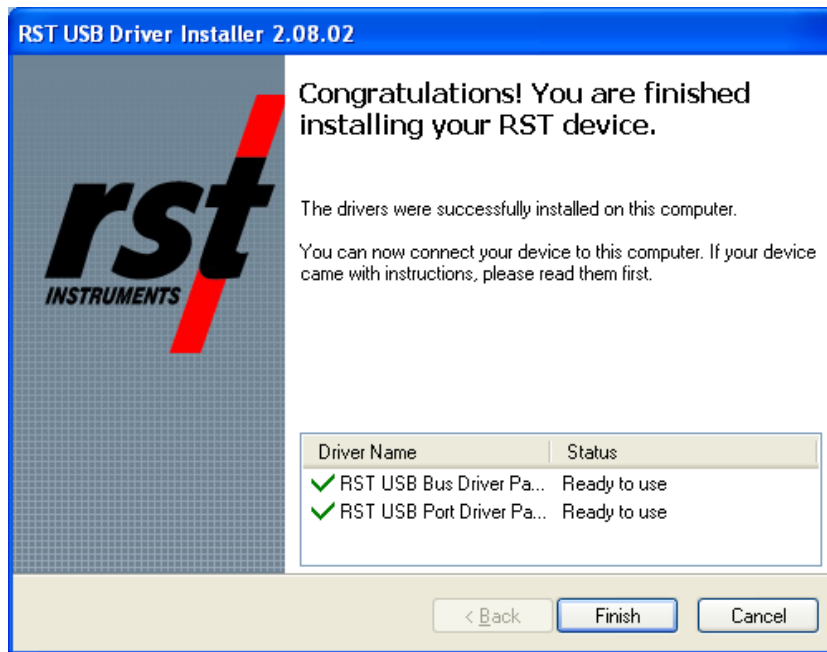 RST USB Driver Installer 2.08.02
Congratulations! You are finished
installing your RST device.
The drivers were successfully installed on this computer.
You can now connect your device to this computer. If your device
came with instructions, please read them first.
rst
INSTRUMENTS
Driver Name Status
RST USB Bus Driver Pa... Ready to use
RST USB Port Driver Pa... Ready to use
< Back Finish Cancel